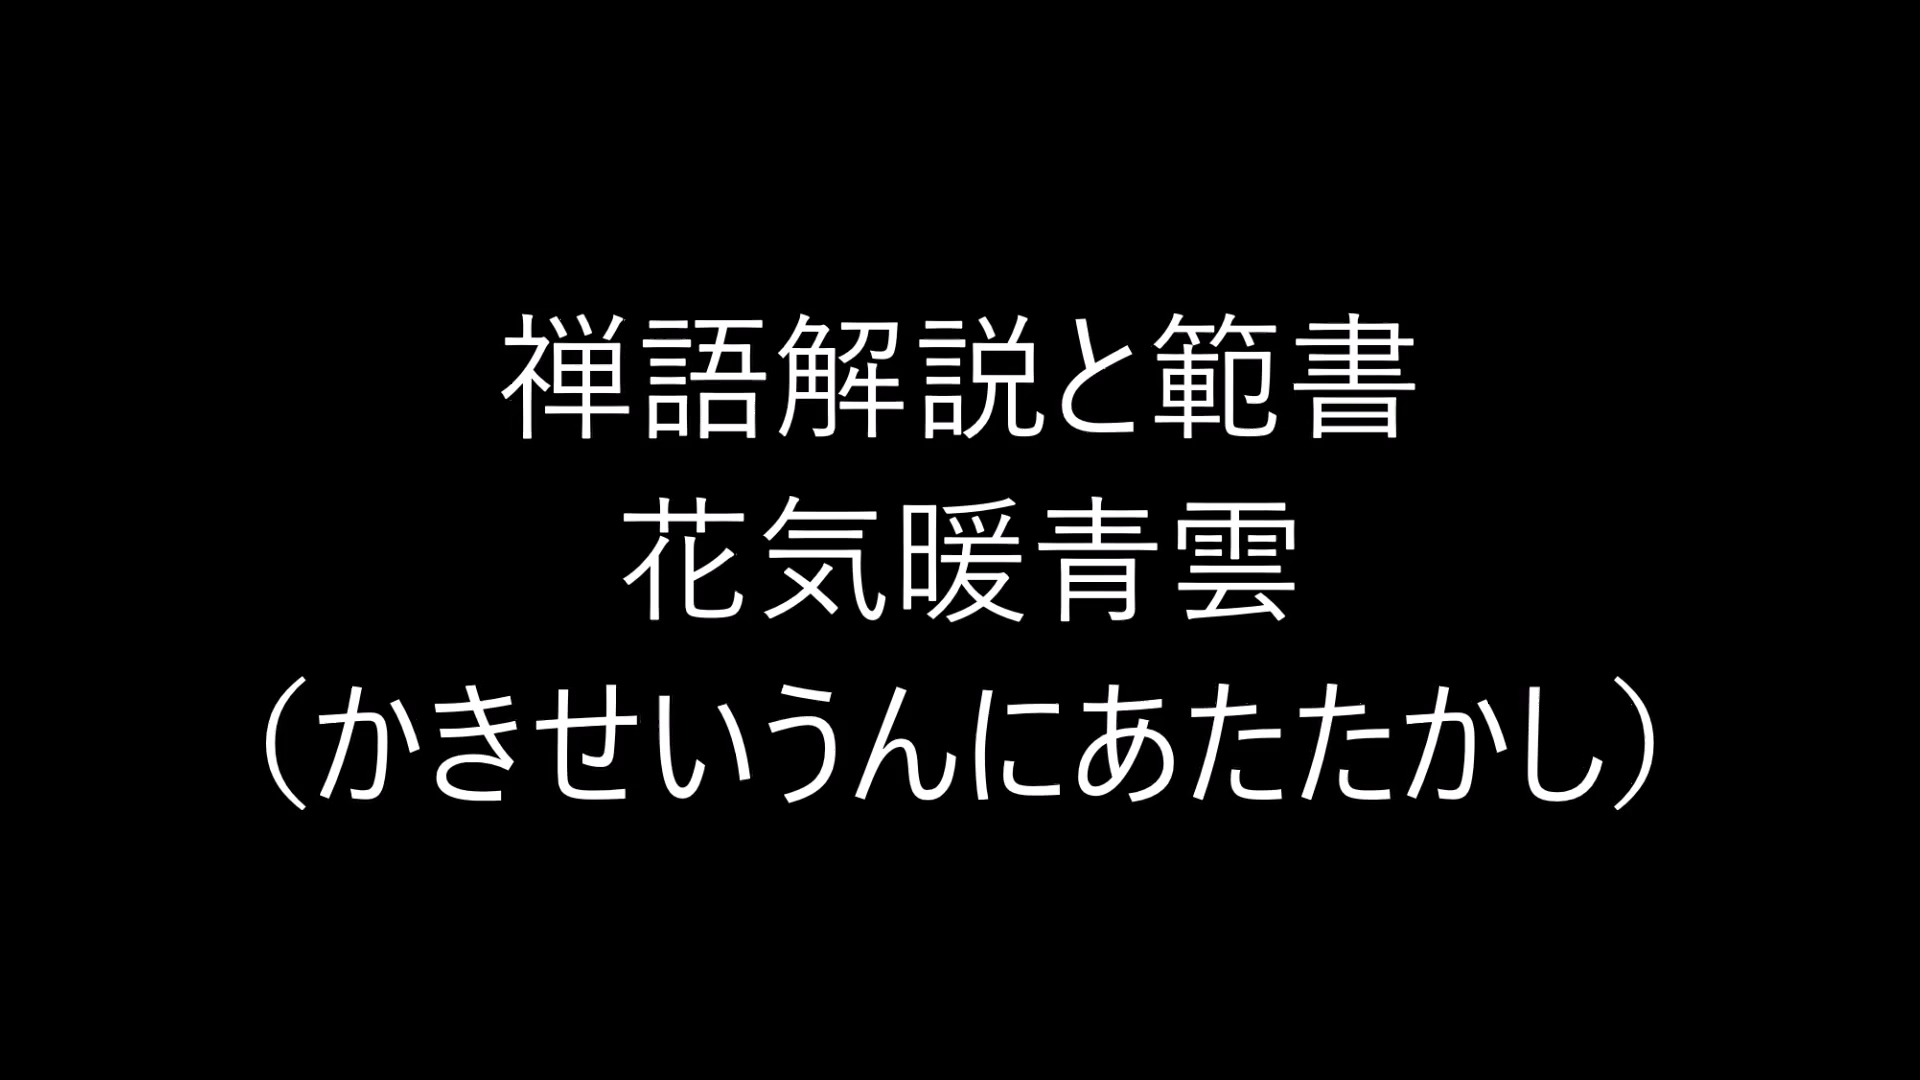 禅語解説と範書
花気暖青雲
（かきせいうんにあたたかし）